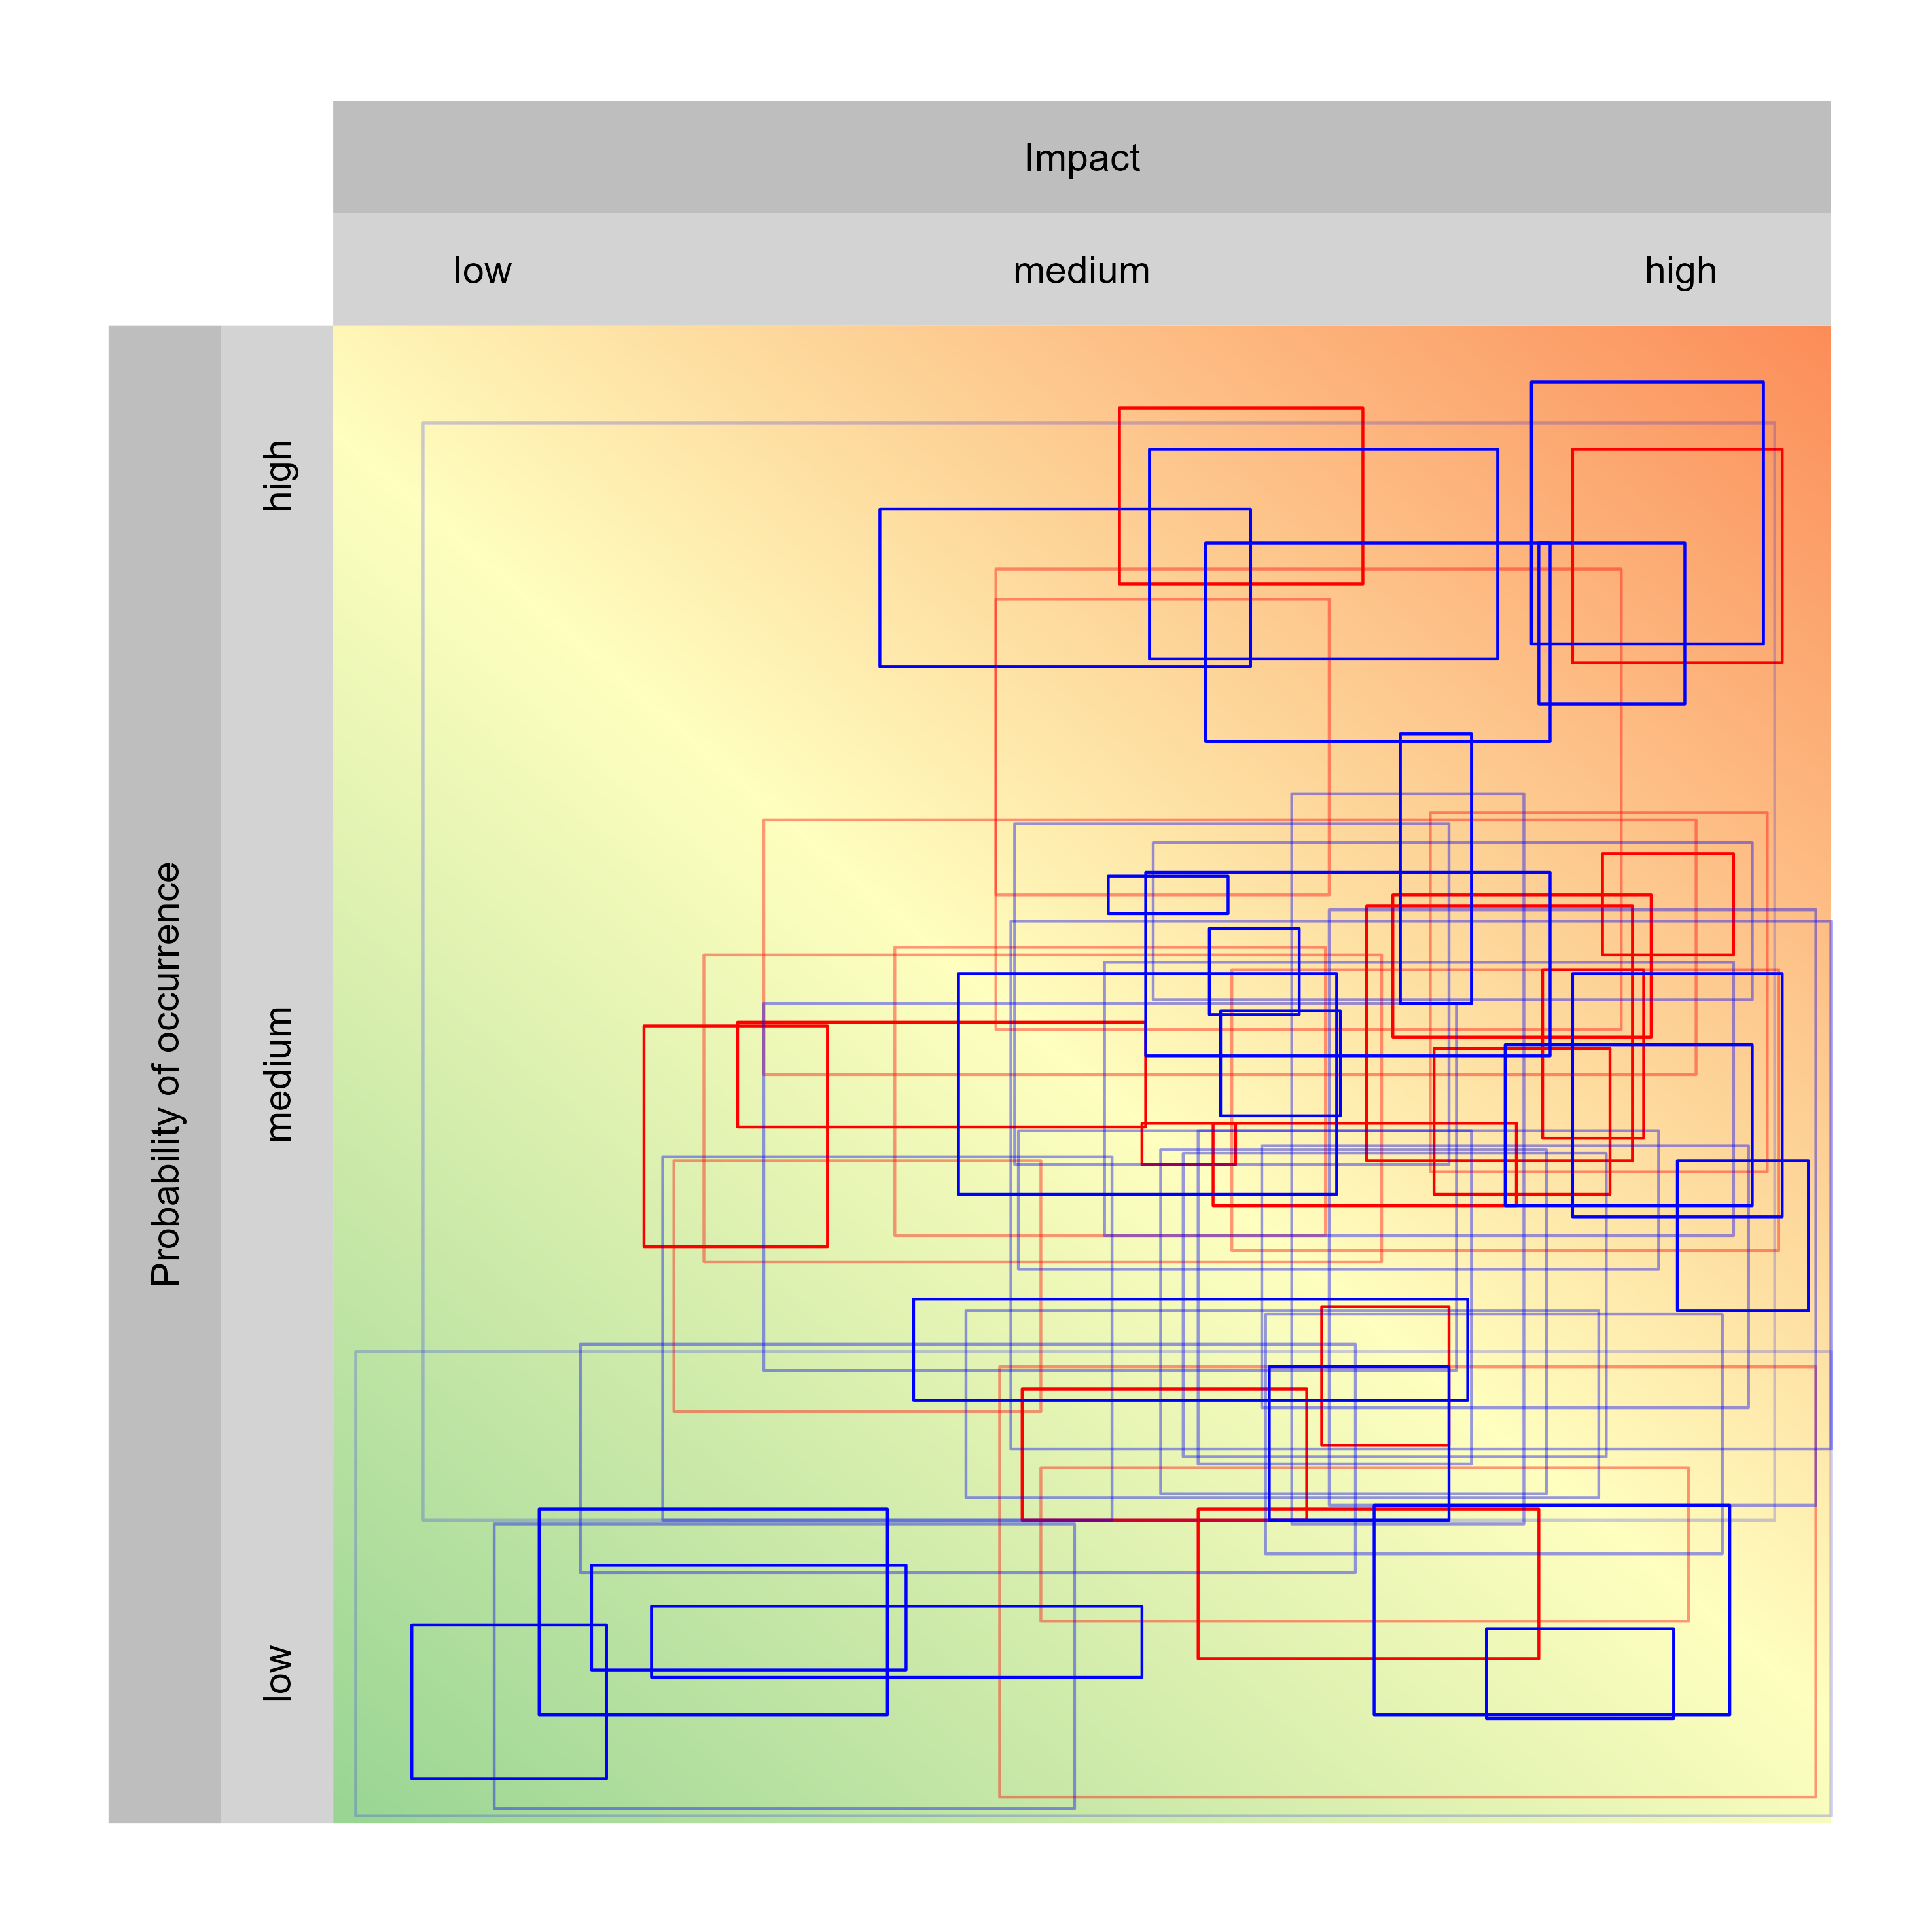 Impact
low medium high
Probability of occurrence
high
medium
low